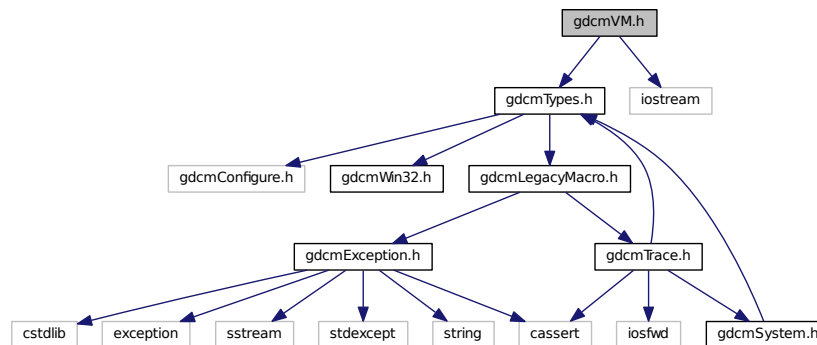 gdcmVM.h
gdcmTypes.h
iostream
gdcmConfigure.h
gdcmWin32.h
gdcmLegacyMacro.h
gdcmException.h
gdcmTrace.h
cstdlib
exception
sstream
stdexcept
string
cassert
iosfwd
gdcmSystem.h